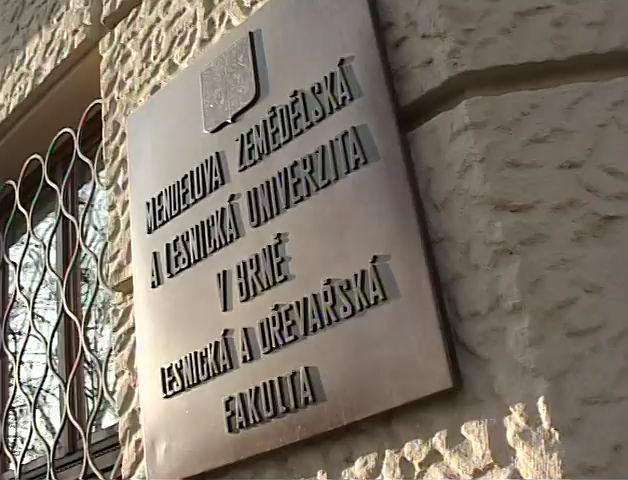 MENDELOVA ZEMĚDĚLSKÁ
A LESNICKÁ UNIVERZITA
V BRNĚ
LESNICKÁ A DŘEVAŘSKÁ
FAKULTA